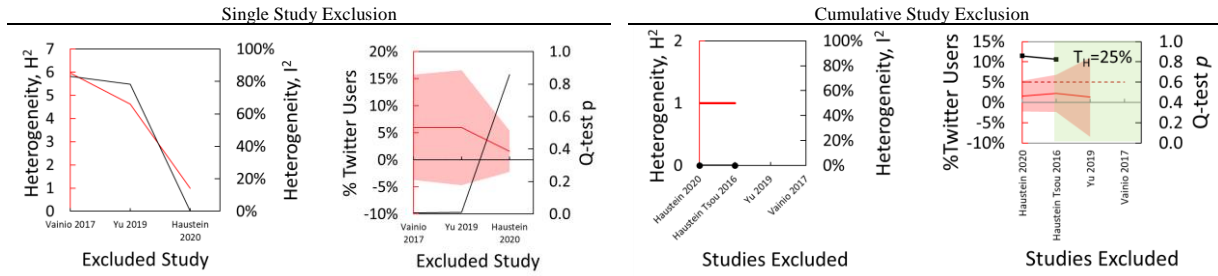 Single Study Exclusion
Cumulative Study Exclusion
Heterogeneity, H²
7
6
5
4
3
2
1
0
100%
80%
60%
40%
20%
0%
Heterogeneity, I²
Vainio 2017
Yu 2019
Haustein
2020
Excluded Study
% Twitter Users
20%
15%
10%
5%
0%
-5%
-10%
1.0
0.8
0.6
0.4
0.2
0.0
Q-test p
Vainio
2017
Yu 2019
Haustein
2020
Excluded Study
Heterogeneity, H²
2
1
0
100%
80%
60%
40%
20%
0%
Heterogeneity, I²
Haustein 2020
Haustein Tsou 2016
Yu 2019
Vainio 2017
Studies Excluded
%Twitter Users
15%
10%
5%
0%
-5%
-10%
T_H=25%
1.0
0.8
0.6
0.4
0.2
0.0
Q-test p
Haustein 2020
Haustein Tsou 2016
Yu 2019
Vainio 2017
Studies Excluded